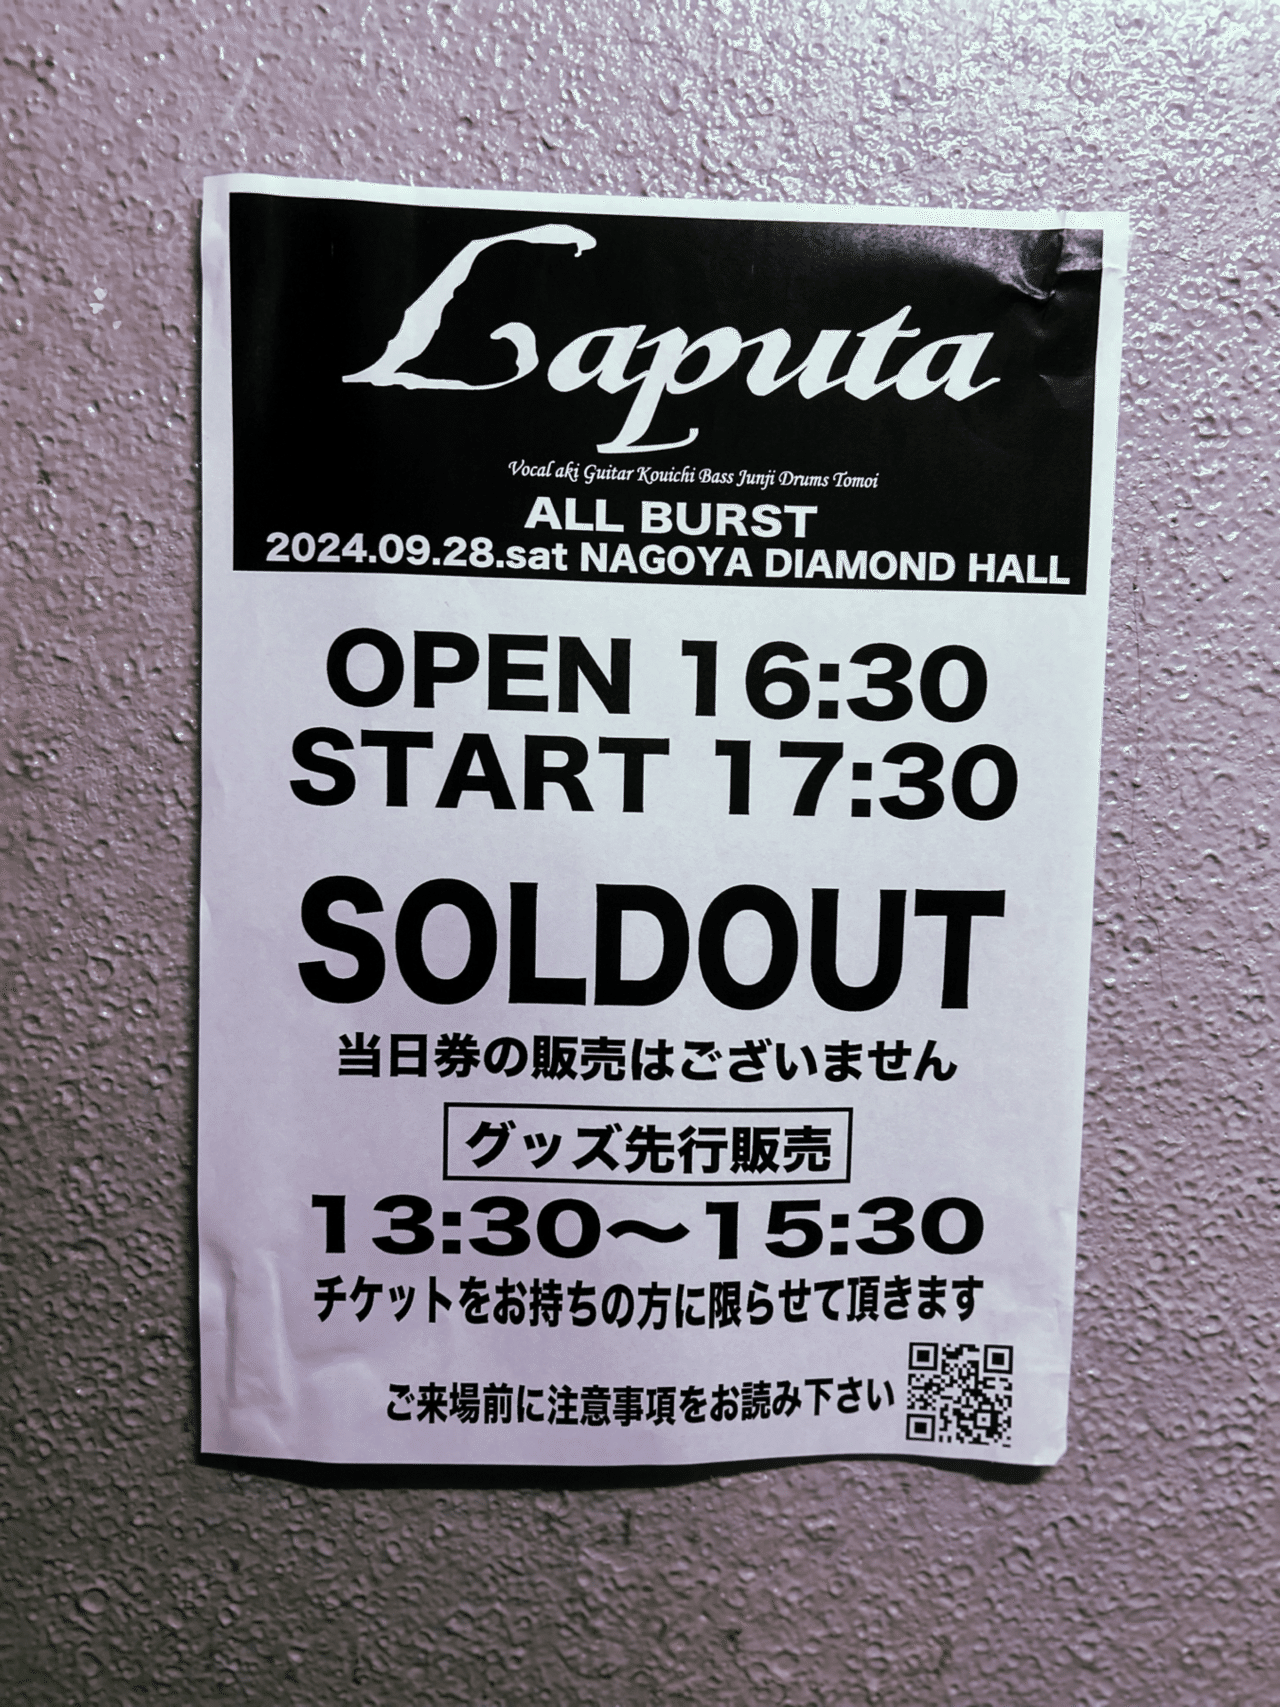 Laputa
Vocal aki Guitar Kouichi Bass Junji Drums Tomoi
ALL BURST
2024.09.28.sat NAGOYA DIAMOND HALL
OPEN 16:30
START 17:30
SOLDOUT
当日券の販売はございません
グッズ先行販売
13:30〜15:30
チケットをお持ちの方に限らせて頂きます
ご来場前に注意事項をお読み下さい